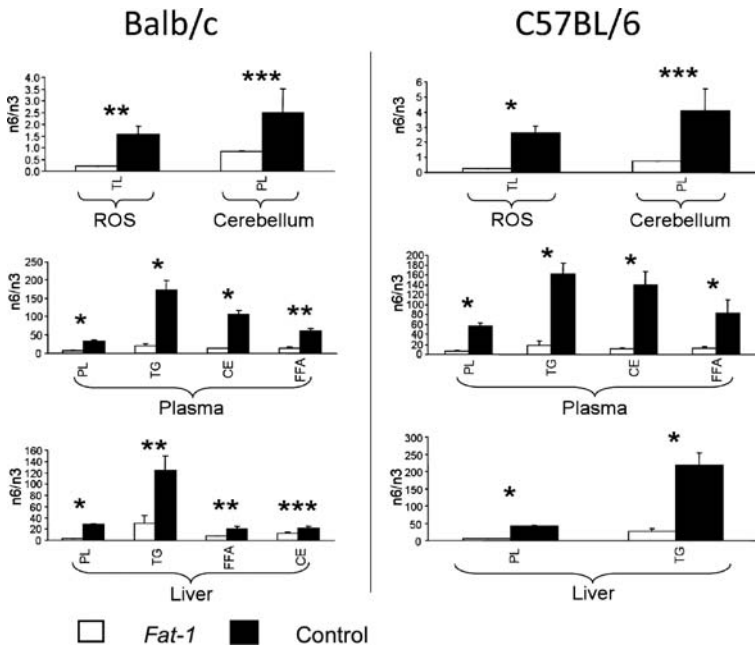 Balb/c
C57BL/6
n6/n3
4.0
3.5
3.0
2.5
2.0
1.5
1.0
0.5
0.0
**
***
TL
PL
ROS
Cerebellum
n6/n3
6
5
4
3
2
1
0
*
***
TL
PL
ROS
Cerebellum
n6/n3
250
200
150
100
50
0
*
*
*
**
PL
TG
CE
FFA
Plasma
n6/n3
200
180
160
140
120
100
80
60
40
20
0
*
*
*
*
PL
TG
CE
FFA
Plasma
n6/n3
160
140
120
100
80
60
40
20
0
*
**
**
***
PL
TG
FFA
CE
Liver
n6/n3
300
250
200
150
100
50
0
*
*
PL
TG
Liver
Fat-1 Control